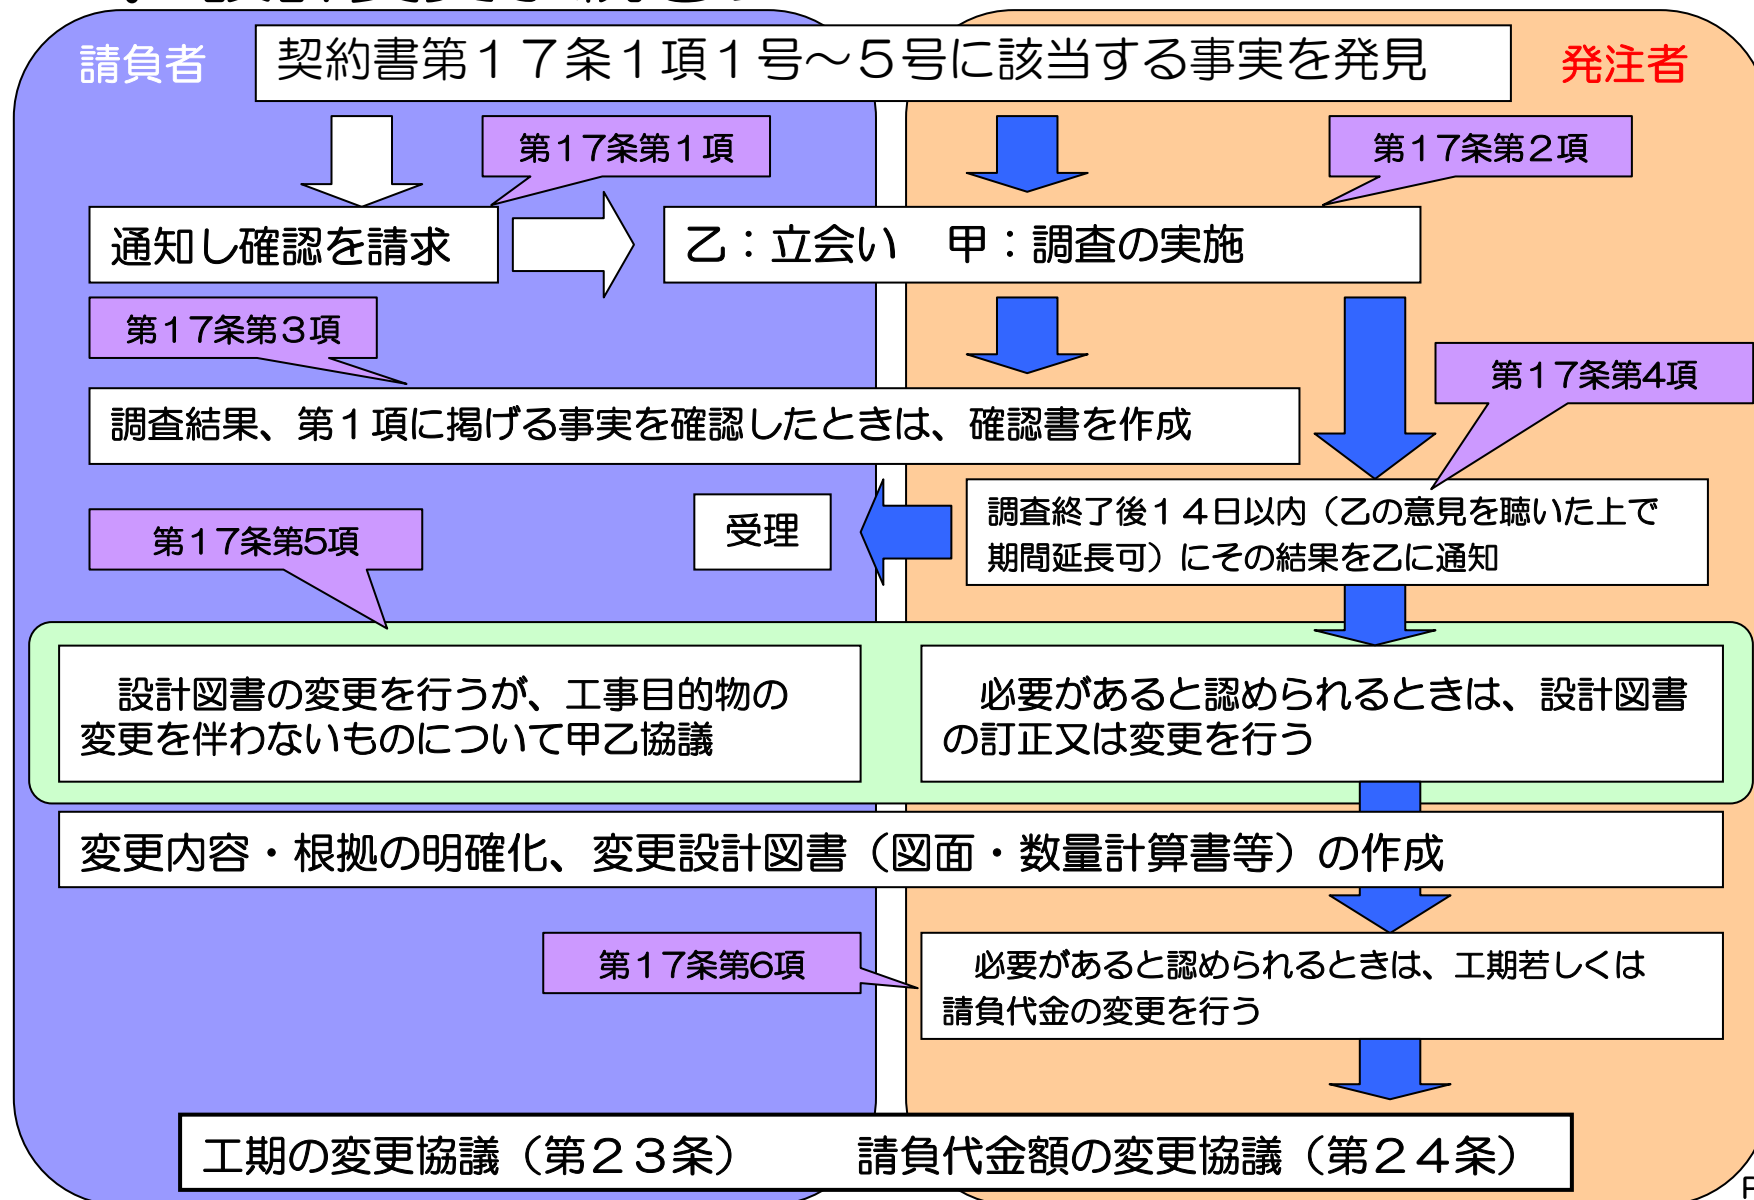 請負者
契約書第１７条１項１号～５号に該当する事実を発見
発注者
第１７条第１項
第１７条第２項
通知し確認を請求
乙：立会い　甲：調査の実施
第１７条第３項
第１７条第4項
調査結果、第１項に掲げる事実を確認したときは、確認書を作成
調査終了後１４日以内（乙の意見を聴いた上で
期間延長可）にその結果を乙に通知
受理
第１７条第5項
設計図書の変更を行うが、工事目的物の
変更を伴わないものについて甲乙協議
必要があると認められるときは、設計図書
の訂正又は変更を行う
変更内容・根拠の明確化、変更設計図書（図面・数量計算書等）の作成
第１７条第6項
必要があると認められるときは、工期若しくは
請負代金の変更を行う
工期の変更協議（第２３条）　　請負代金額の変更協議（第２４条）